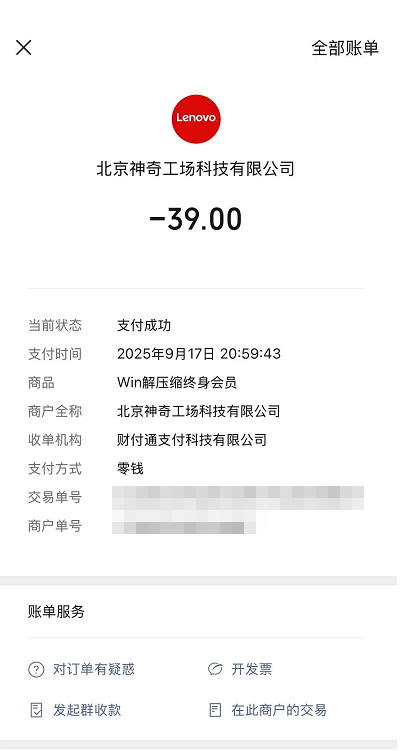 全部账单
Lenovo
北京神奇工场科技有限公司
-39.00
当前状态 支付成功
支付时间 2025年9月17日 20:59:43
商品 Win解压缩终身会员
商户全称 北京神奇工场科技有限公司
收单机构 财付通支付科技有限公司
支付方式 零钱
交易单号
商户单号
账单服务
对订单有疑惑 开发票
发起群收款 在此商户的交易